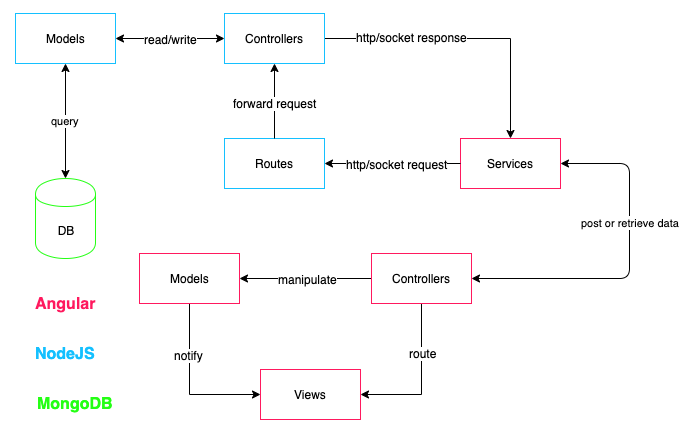 Models
read/write
Controllers
http/socket response
query
forward request
Routes
http/socket request
Services
DB
post or retrieve data
Models
manipulate
Controllers
Angular
notify
route
NodeJS
Views
MongoDB